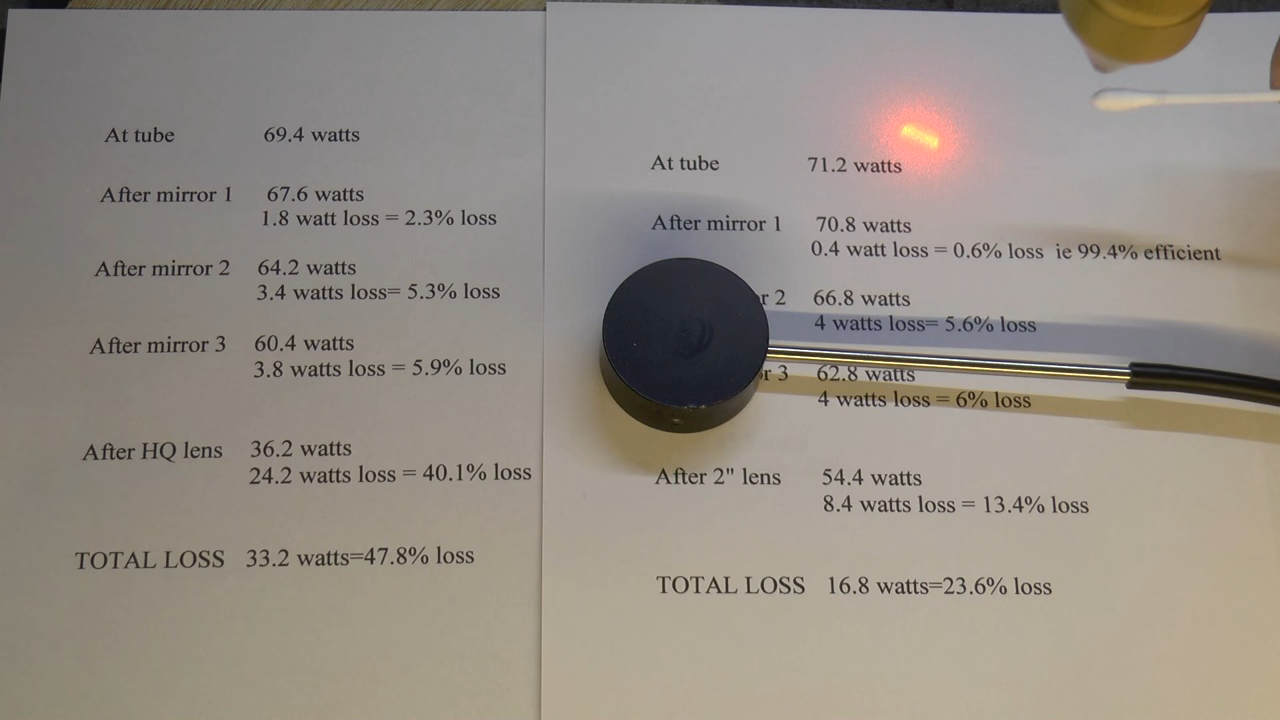 At tube 69.4 watts
After mirror 1 67.6 watts
1.8 watt loss = 2.3% loss
After mirror 2 64.2 watts
3.4 watts loss= 5.3% loss
After mirror 3 60.4 watts
3.8 watts loss = 5.9% loss
After HQ lens 36.2 watts
24.2 watts loss = 40.1% loss
TOTAL LOSS 33.2 watts=47.8% loss
At tube 71.2 watts
After mirror 1 70.8 watts
0.4 watt loss = 0.6% loss ie 99.4% efficient
r 2 66.8 watts
4 watts loss= 5.6% loss
r 3 62.8 watts
4 watts loss = 6% loss
After 2" lens 54.4 watts
8.4 watts loss = 13.4% loss
TOTAL LOSS 16.8 watts=23.6% loss